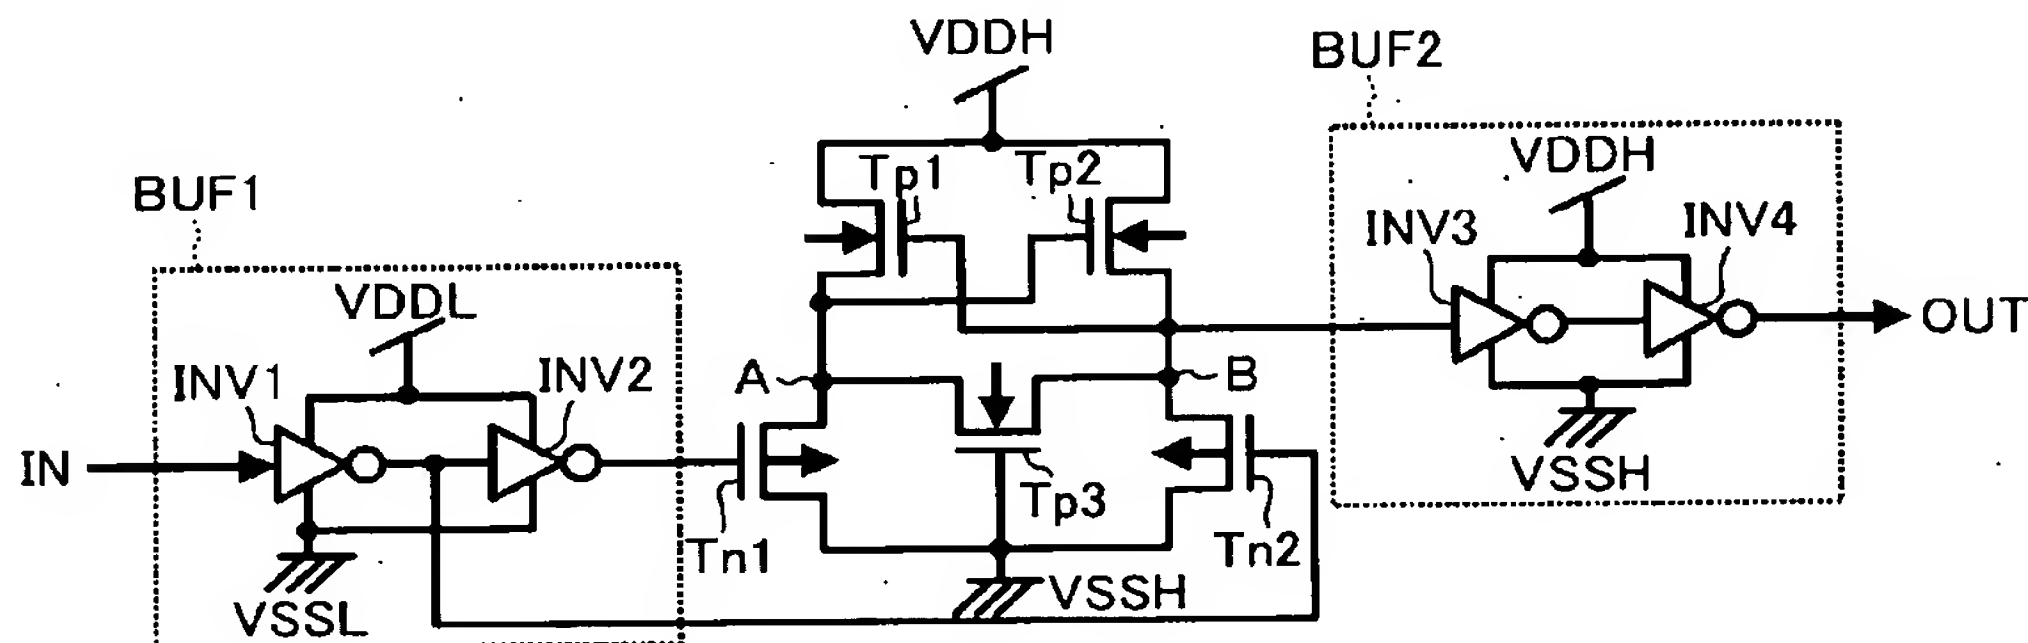 VDDH
BUF2
BUF1
Tp1
Tp2
VDDH
INV3
INV4
VDDL
INV1
INV2
OUT
A
B
IN
VSSH
Tp3
Tn1
Tn2
VSSL
VSSH